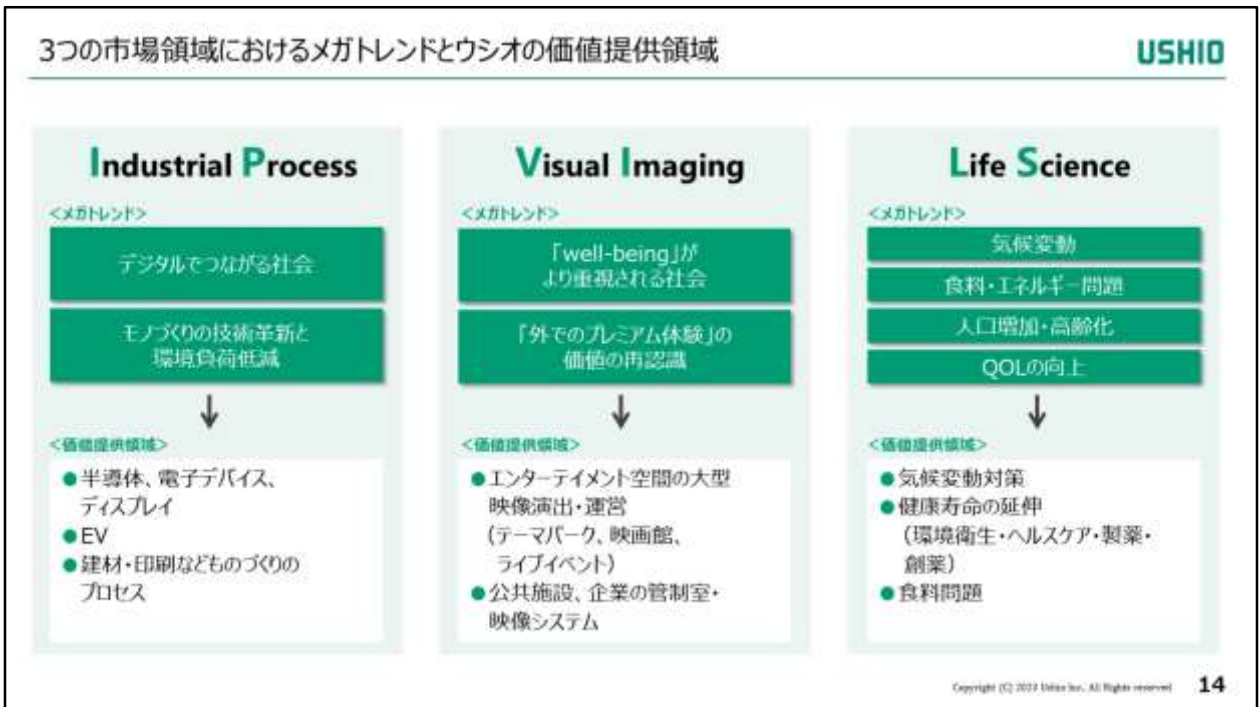 3つの市場領域におけるメガトレンドとウシオの価値提供領域
USHIO
Industrial Process
<メガトレンド>
デジタルでつながる社会
モノづくりの技術革新と
環境負荷低減
↓
<価値提供領域>
●半導体、電子デバイス、
ディスプレイ
●EV
●建材・印刷などものづくりの
プロセス
Visual Imaging
<メガトレンド>
「well-being」が
より重視される社会
「外でのプレミアム体験」の
価値の再認識
↓
<価値提供領域>
●エンターテイメント空間の大型
映像演出・運営
(テーマパーク、映画館、
ライブイベント)
●公共施設、企業の管制室・
映像システム
Life Science
<メガトレンド>
気候変動
食料・エネルギー問題
人口増加・高齢化
QOLの向上
↓
<価値提供領域>
●気候変動対策
●健康寿命の延伸
(環境衛生・ヘルスケア・製薬・
創薬)
●食料問題
Copyright (C) Ushio Inc. All Rights reserved
14